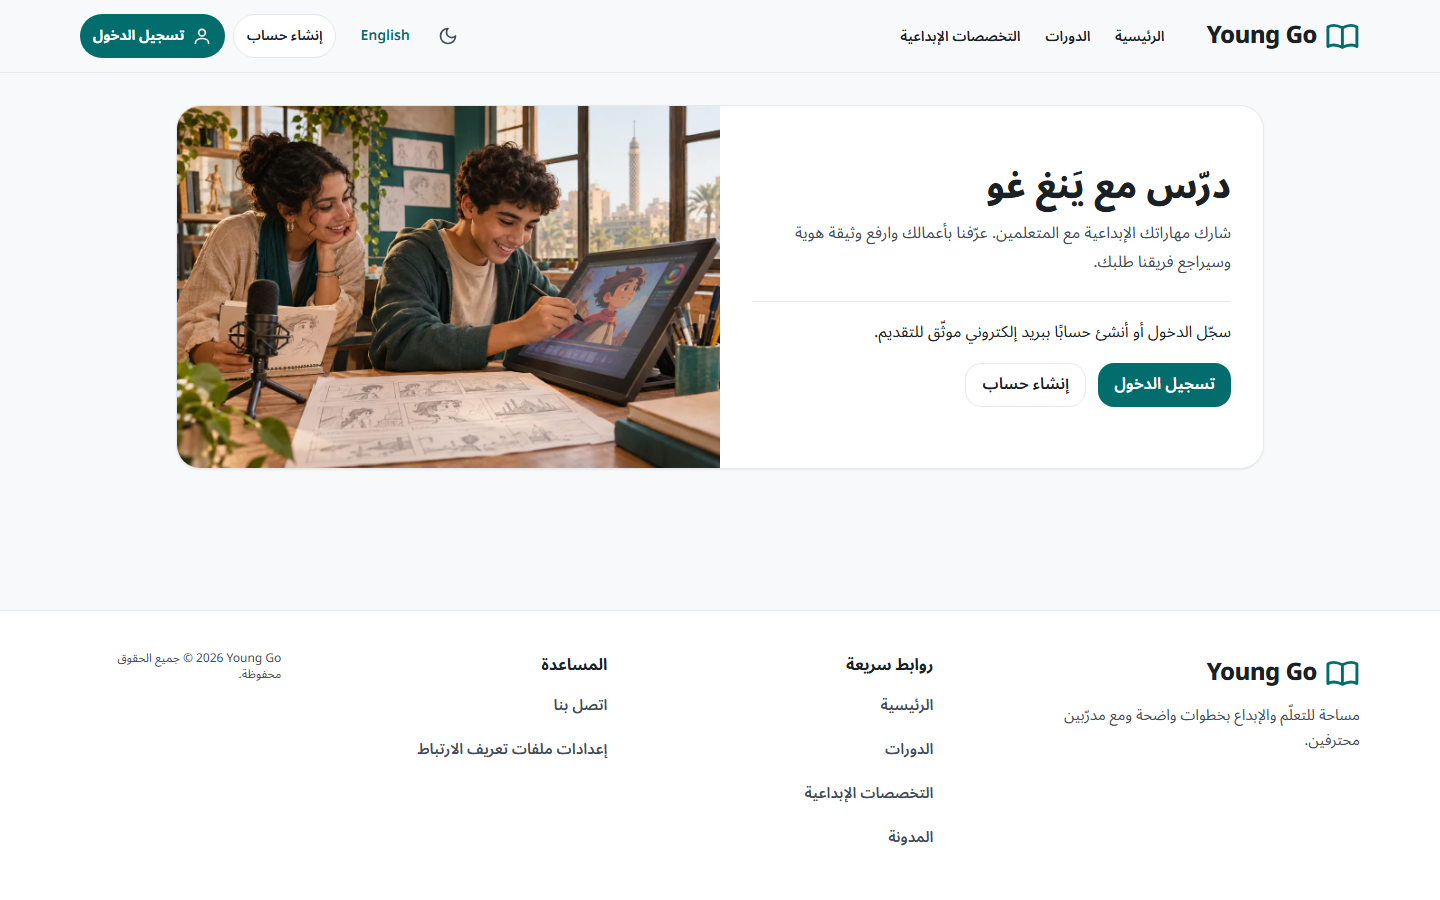 Young Go
الرئيسية
الدورات
التخصصات الإبداعية
English
إنشاء حساب
تسجيل الدخول
درّس مع يَنغ غو
شارك مهاراتك الإبداعية مع المتعلمين. عرّفنا بأعمالك وارفع وثيقة هوية
وسيراجع فريقنا طلبك.
سجّل الدخول أو أنشئ حسابًا ببريد إلكتروني موثّق للتقديم.
تسجيل الدخول
إنشاء حساب
Young Go
مساحة للتعلّم والإبداع بخطوات واضحة ومع مدرّبين
محترفين.
روابط سريعة
الرئيسية
الدورات
التخصصات الإبداعية
المدونة
المساعدة
اتصل بنا
إعدادات ملفات تعريف الارتباط
Young Go 2026 © جميع الحقوق
محفوظة.